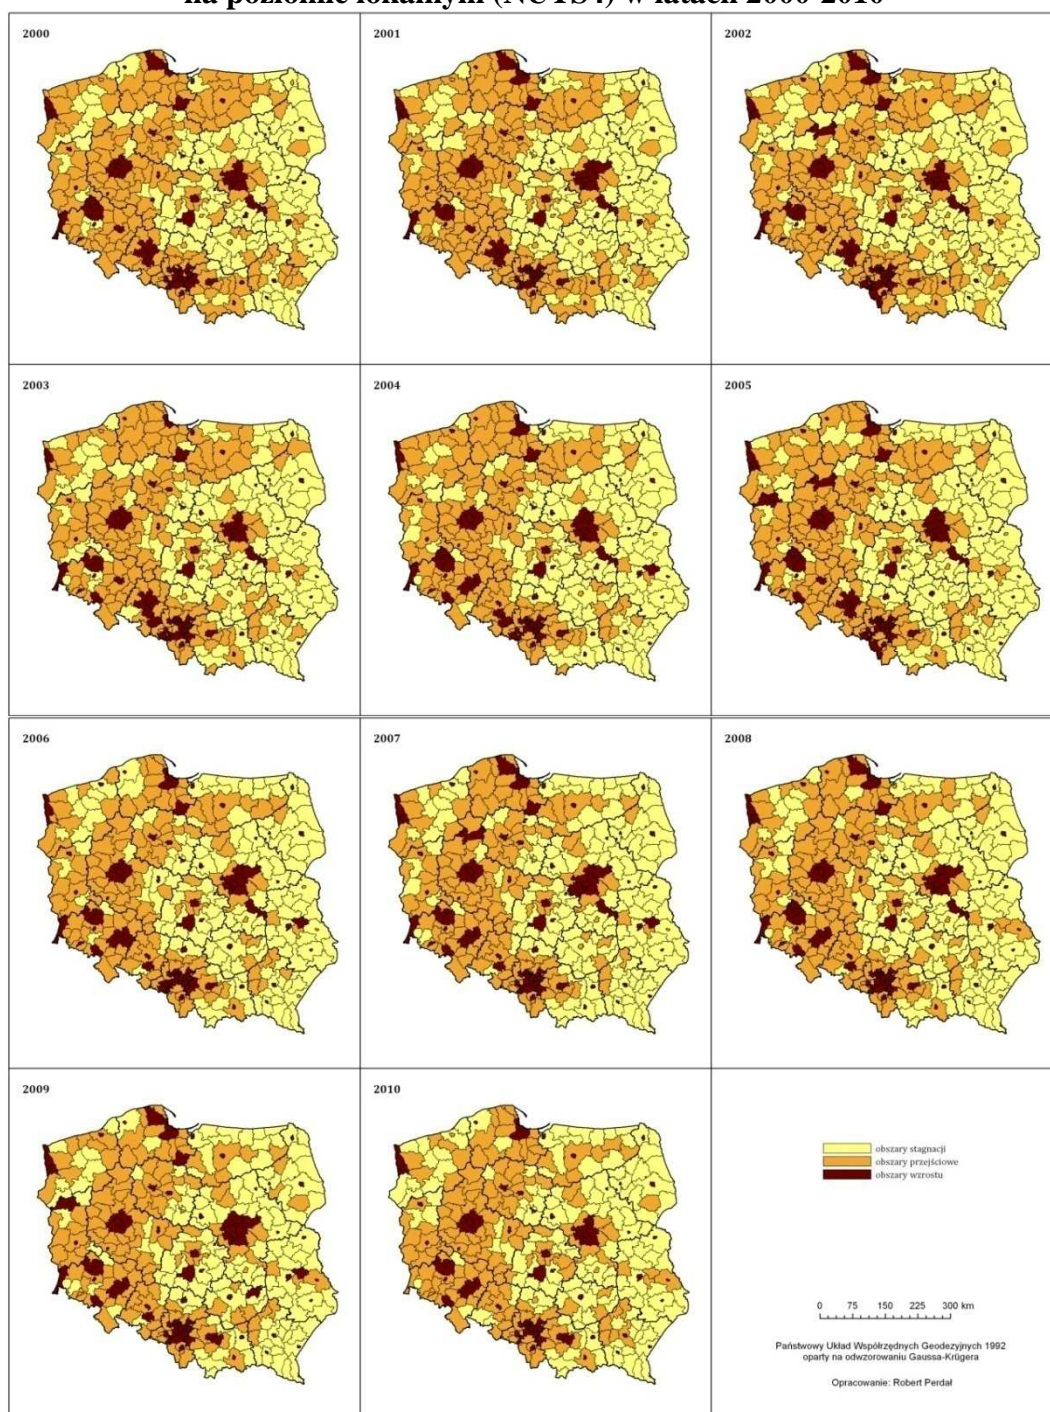 na poziomie lokalnym (NUTS4) w latach 2000-2010
2000
2001
2002
2003
2004
2005
2006
2007
2008
2009
2010
obszary stagnacji
obszary przejściowe
obszary wzrostu
0 75 150 225 300 km
Państwowy Układ Współrzędnych Geodezyjnych 1992
oparty na odwzorowaniu Gaussa-Krügera
Opracowanie: Robert Perdał